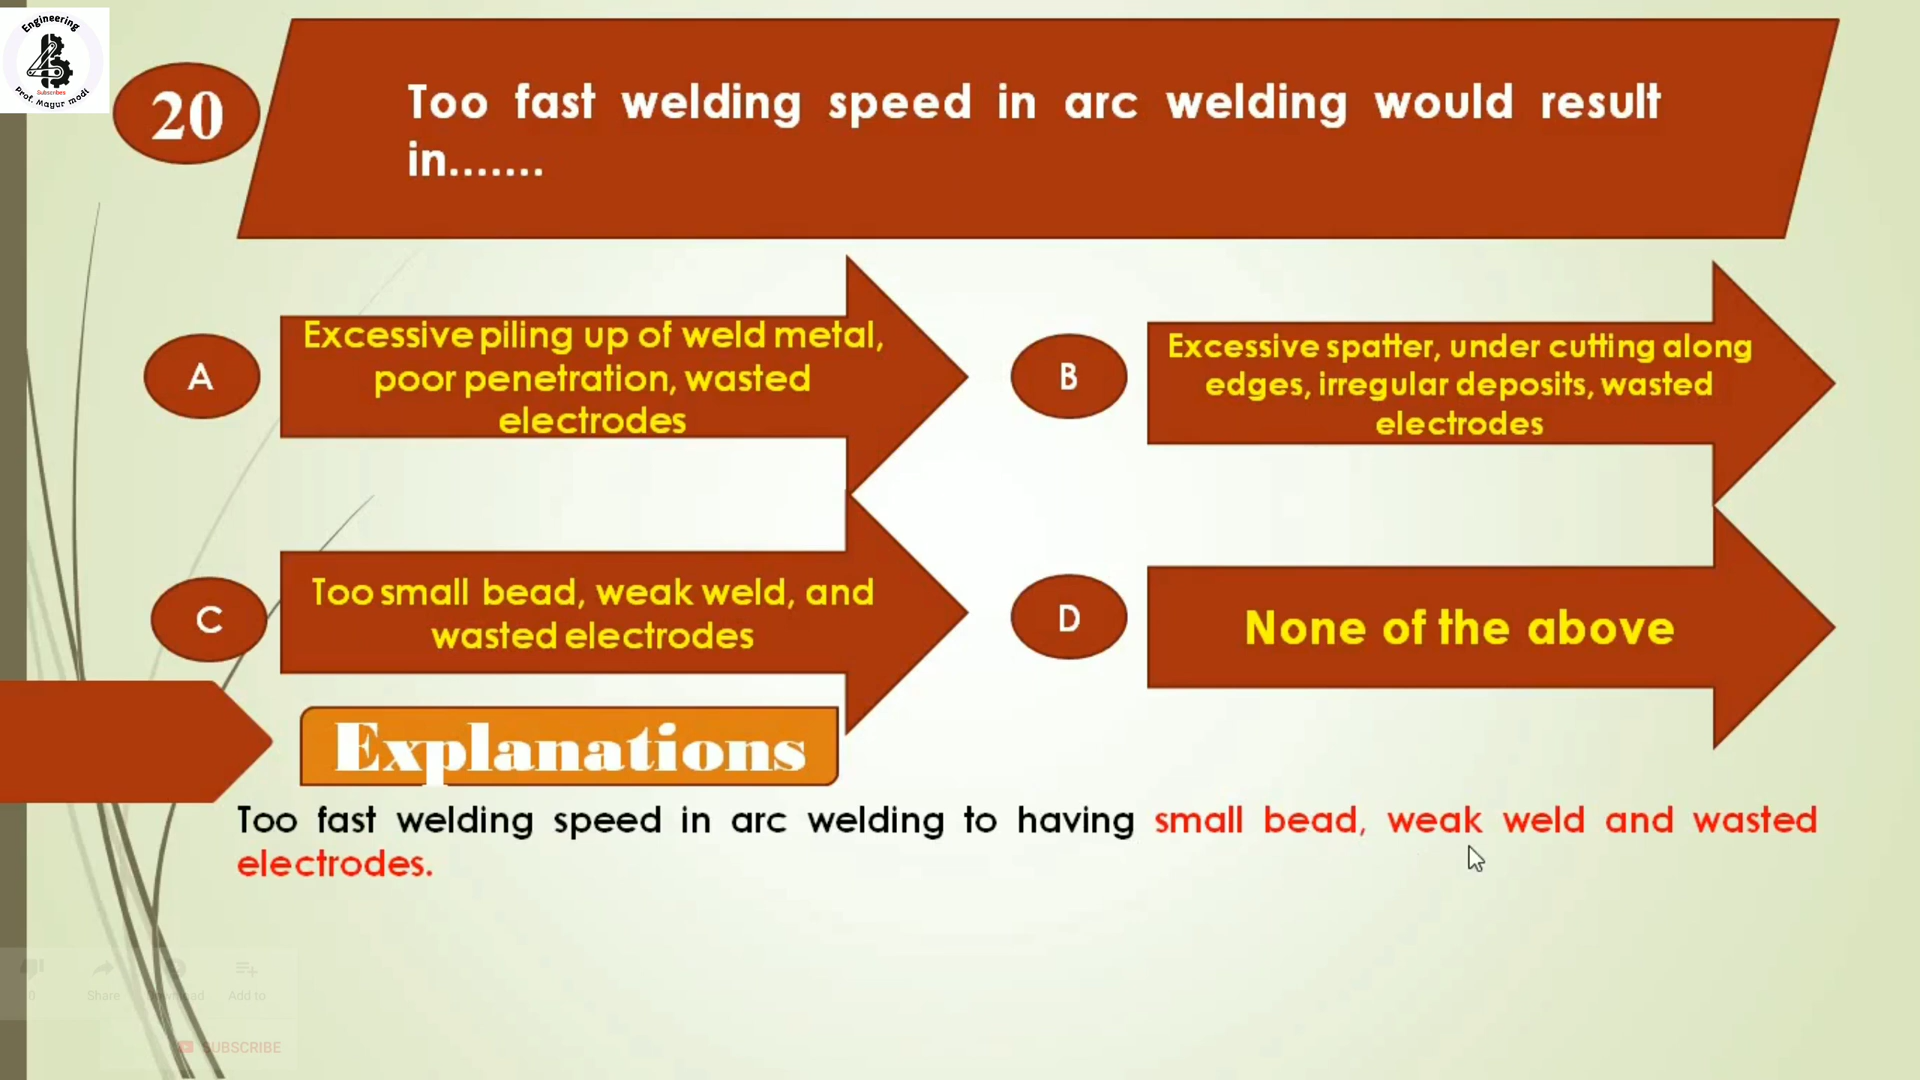 Engineering
Subscribes
Prof. Mayur modi
20
Too fast welding speed in arc welding would result
in.......
A
Excessive piling up of weld metal,
poor penetration, wasted
electrodes
B
Excessive spatter, under cutting along
edges, irregular deposits, wasted
electrodes
C
Too small bead, weak weld, and
wasted electrodes
D
None of the above
Explanations
Too fast welding speed in arc welding to having small bead, weak weld and wasted
electrodes.
0 Share Download Add to
SUBSCRIBE